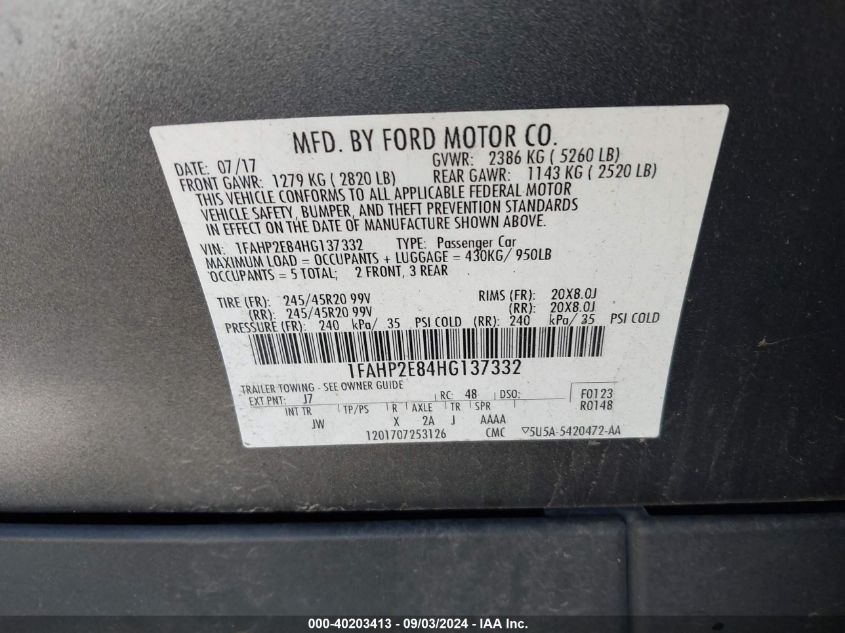 MFD. BY FORD MOTOR CO.
DATE: 07/17 GVWR: 2386 KG ( 5260 LB)
FRONT GAWR: 1279 KG ( 2820 LB) REAR GAWR: 1143 KG ( 2520 LB)
THIS VEHICLE CONFORMS TO ALL APPLICABLE FEDERAL MOTOR
VEHICLE SAFETY, BUMPER, AND THEFT PREVENTION STANDARDS
IN EFFECT ON THE DATE OF MANUFACTURE SHOWN ABOVE.
VIN: 1FAHP2E84HG137332 TYPE: Passenger Car
MAXIMUM LOAD = OCCUPANTS + LUGGAGE = 430KG/ 950LB
OCCUPANTS = 5 TOTAL; 2 FRONT, 3 REAR
TIRE (FR): 245/45R20 99V RIMS (FR): 20X8.0J
(RR): 245/45R20 99V (RR): 20X8.0J
PRESSURE (FR): 240 kPa/ 35 PSI COLD (RR): 240 kPa/ 35 PSI COLD
1FAHP2E84HG137332
TRAILER TOWING - SEE OWNER GUIDE
EXT PNT: J7 RC: 48 DSO: F0123
INT TR TP/PS R AXLE TR SPR R0148
JW X 2A J AAAA
1201707253126 CMC ▽5U5A-5420472-AA
000-40203413 - 09/03/2024 - IAA Inc.